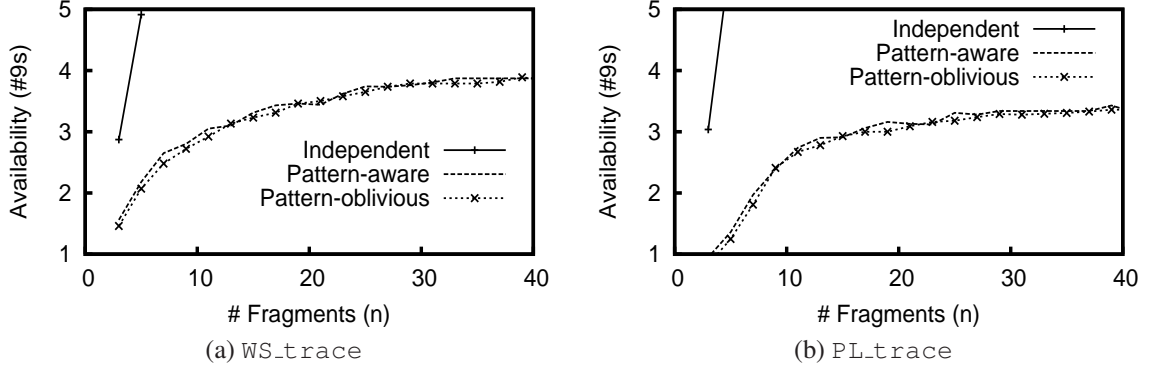 Availability (#9s)
5
4
3
2
1
0
10
20
30
40
Independent
Pattern-aware
Pattern-oblivious
# Fragments (n)
(a) WS_trace
Availability (#9s)
5
4
3
2
1
0
10
20
30
40
Independent
Pattern-aware
Pattern-oblivious
# Fragments (n)
(b) PL_trace